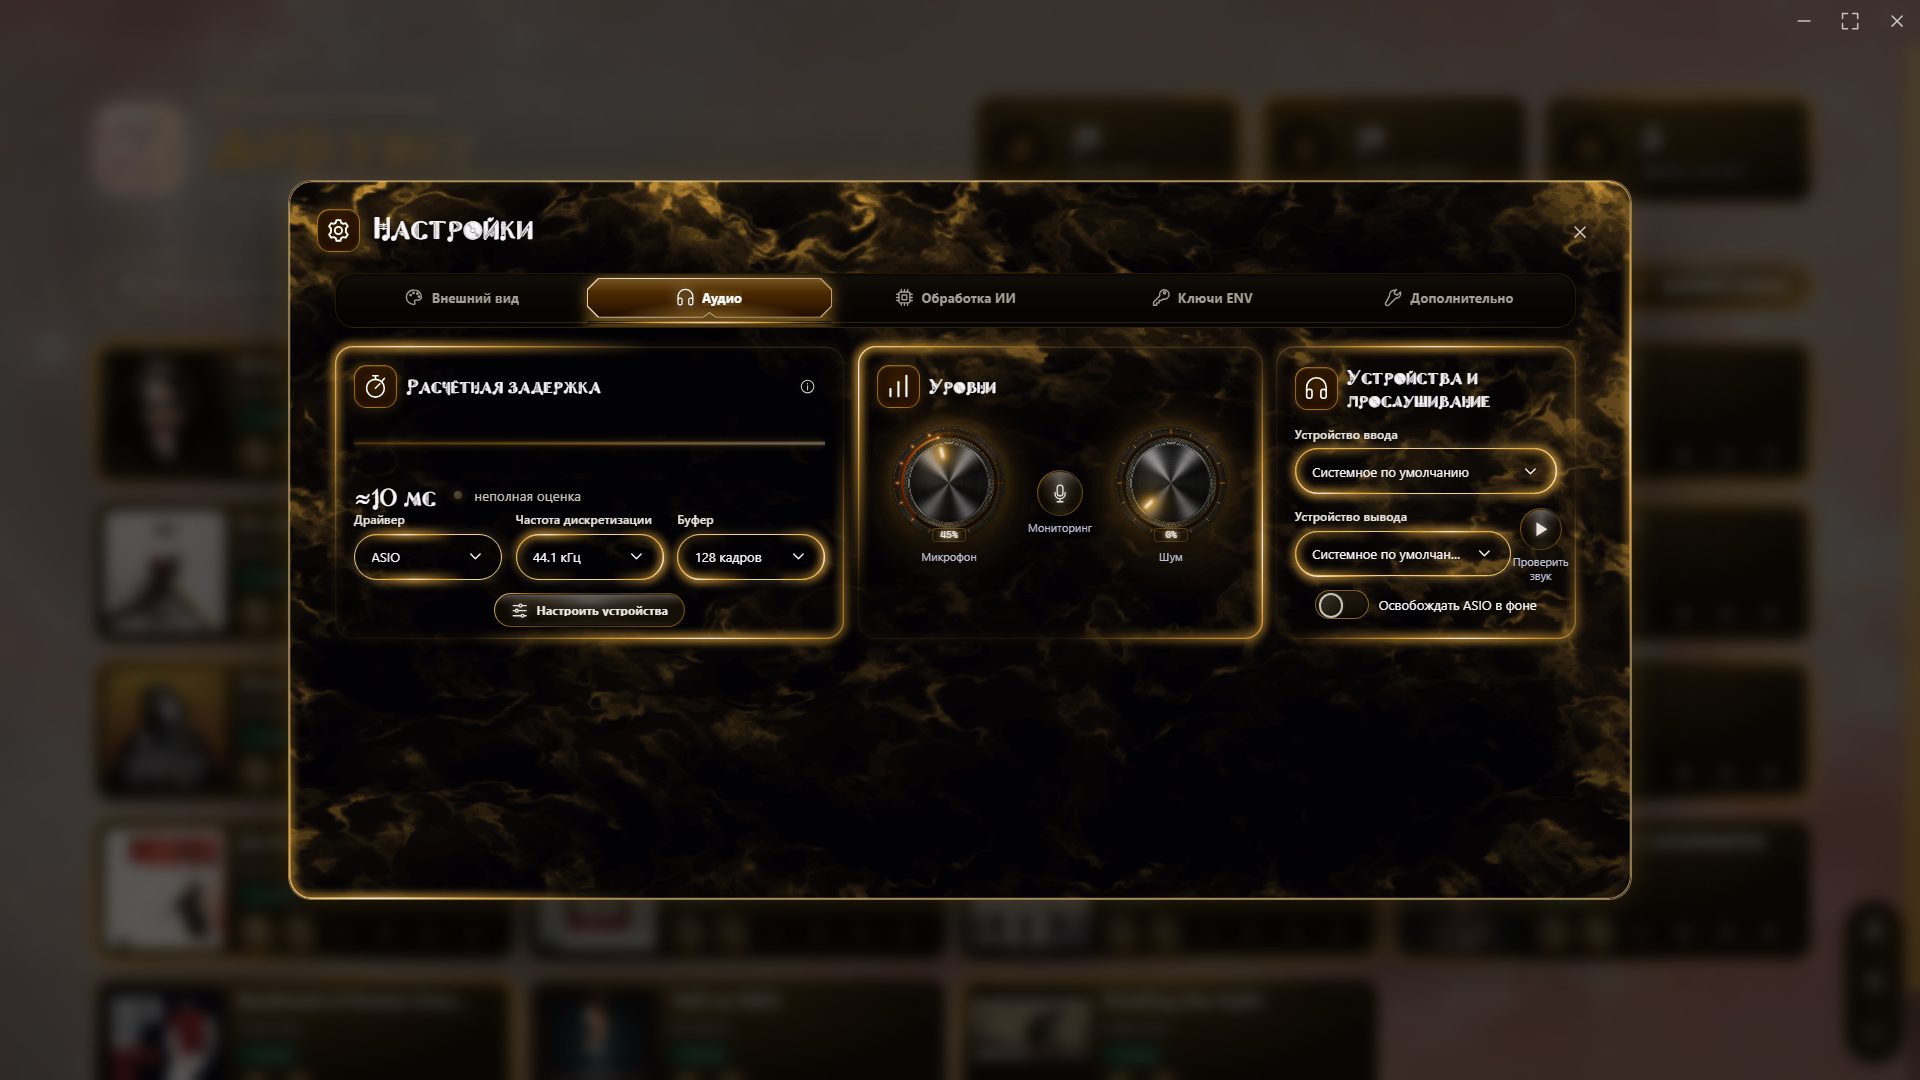 Настройки
Внешний вид
Аудио
Обработка ИИ
Ключи ENV
Дополнительно
Расчётная задержка
≈10 мс
неполная оценка
Драйвер
Частота дискретизации
Буфер
ASIO
44.1 кГц
128 кадров
Настроить устройства
Уровни
45%
Микрофон
Мониторинг
0%
Шум
Устройства и
прослушивание
Устройство ввода
Системное по умолчанию
Устройство вывода
Системное по умолчан...
Проверить
звук
Освобождать ASIO в фоне